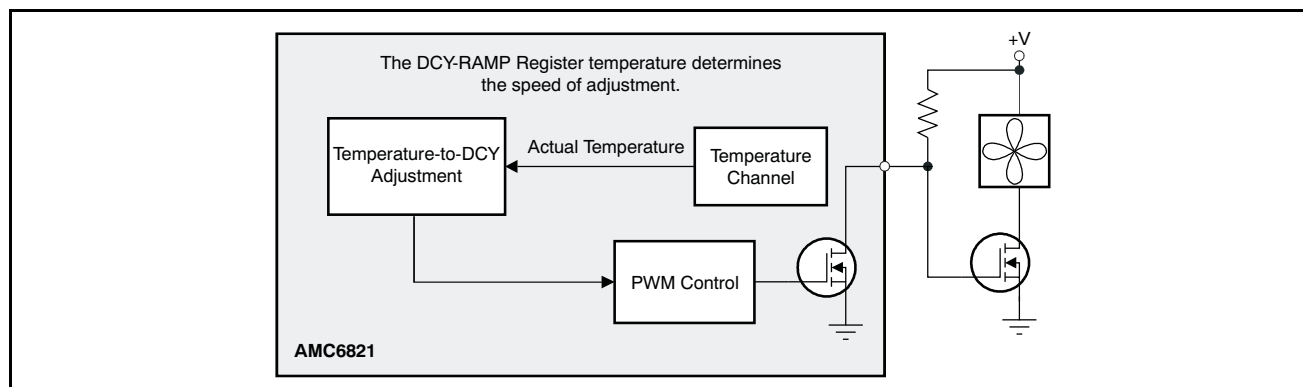 The DCY-RAMP Register temperature determines
the speed of adjustment.
+V
Temperature-to-DCY
Adjustment
Actual Temperature
Temperature
Channel
PWM Control
AMC6821